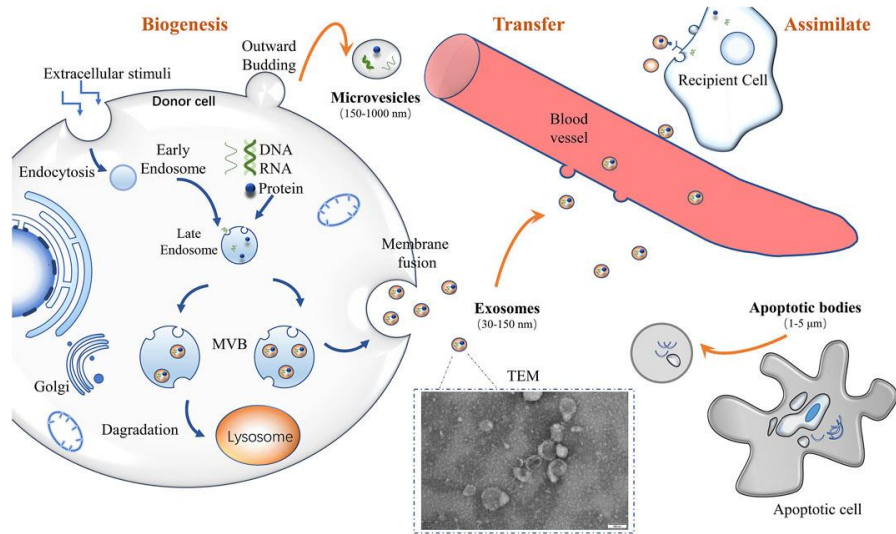 Biogenesis
Transfer
Assimilate
Outward
Budding
Extracellular stimuli
Donor cell
Microvesicles
(150-1000 nm)
Recipient Cell
Blood
vessel
Endocytosis
Early
Endosome
DNA
RNA
Protein
Late
Endosome
Membrane
fusion
Exosomes
(30-150 nm)
Apoptotic bodies
(1-5 μm)
MVB
Golgi
TEM
Dagradation
Lysosome
Apoptotic cell